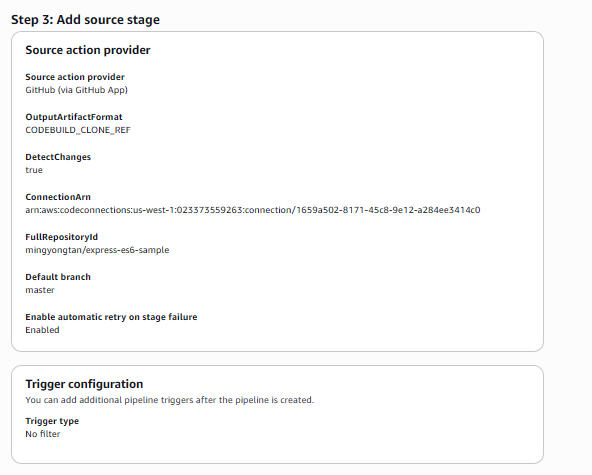 Step 3: Add source stage
Source action provider
Source action provider
GitHub (via GitHub App)
OutputArtifactFormat
CODEBUILD_CLONE_REF
DetectChanges
true
ConnectionArn
arn:aws:codeconnections:us-west-1:023373559263:connection/1659a502-8171-45c8-9e12-a284ee3414c0
FullRepositoryId
mingyongtan/express-es6-sample
Default branch
master
Enable automatic retry on stage failure
Enabled
Trigger configuration
You can add additional pipeline triggers after the pipeline is created.
Trigger type
No filter